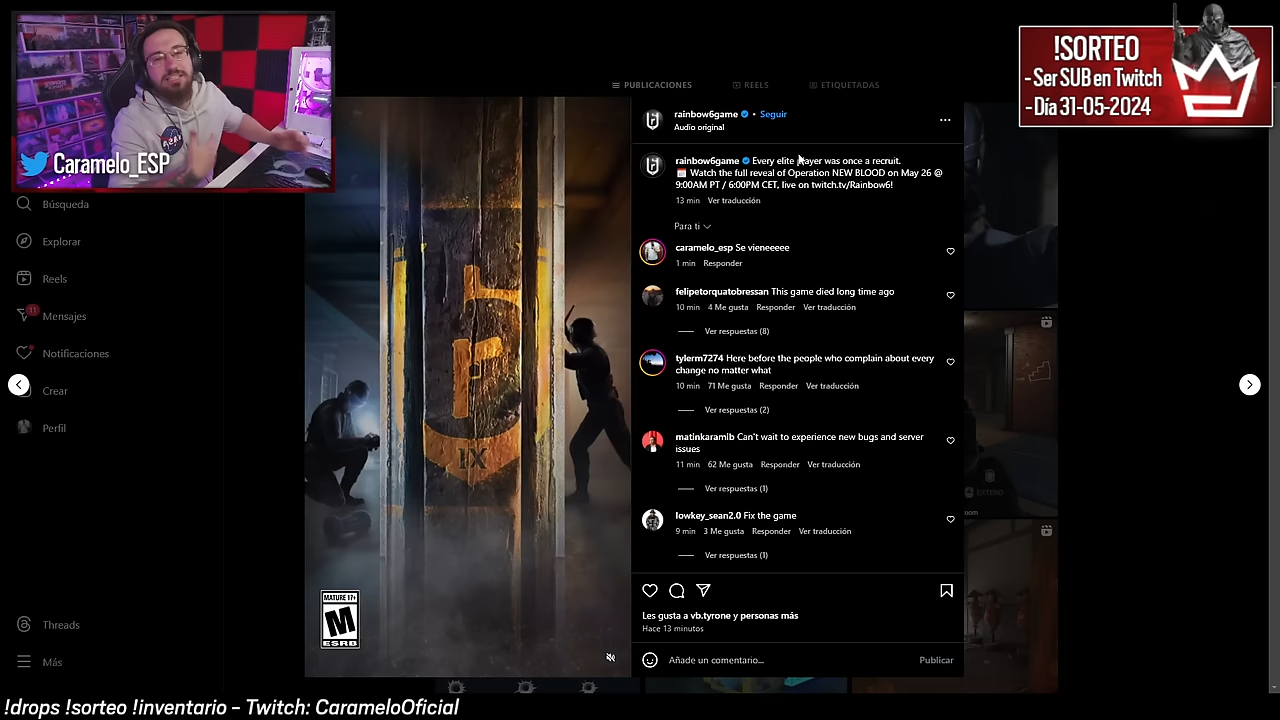 Caramelo_ESP
!SORTEO
- Ser SUB en Twitch
- Día 31-05-2024
PUBLICACIONES
REELS
ETIQUETADAS
Búsqueda
Explorar
Reels
11
Mensajes
Notificaciones
Crear
Perfil
Threads
Más
IX
MATURE 17+
M
ESRB
rainbow6game • Seguir
Audio original
rainbow6game Every elite player was once a recruit.
Watch the full reveal of Operation NEW BLOOD on May 26 @
9:00AM PT / 6:00PM CET, live on twitch.tv/Rainbow6!
13 min Ver traducción
Para ti
caramelo_esp Se vieneeeee
1 min Responder
felipetorquatobressan This game died long time ago
10 min 4 Me gusta Responder Ver traducción
Ver respuestas (8)
tylerm7274 Here before the people who complain about every
change no matter what
10 min 71 Me gusta Responder Ver traducción
Ver respuestas (2)
matinkaramib Can't wait to experience new bugs and server
issues
11 min 62 Me gusta Responder Ver traducción
Ver respuestas (1)
lowkey_sean2.0 Fix the game
9 min 3 Me gusta Responder Ver traducción
Ver respuestas (1)
Les gusta a vb.tyrone y personas más
Hace 13 minutos
Añade un comentario...
Publicar
!drops !sorteo !inventario - Twitch: CarameloOficial